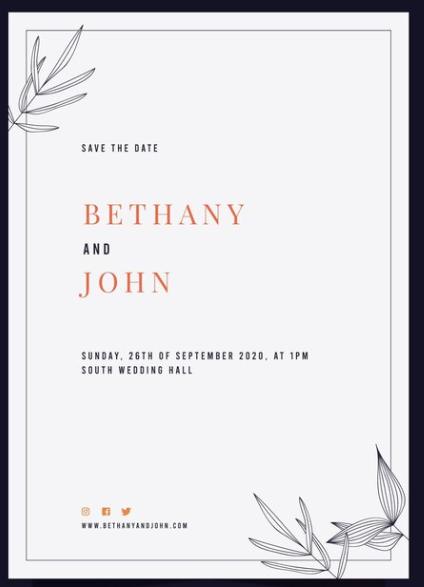 SAVE THE DATE
BETHANY
AND
JOHN
SUNDAY, 26TH OF SEPTEMBER 2020, AT 1PM
SOUTH WEDDING HALL
WWW.BETHANYANDJOHN.COM